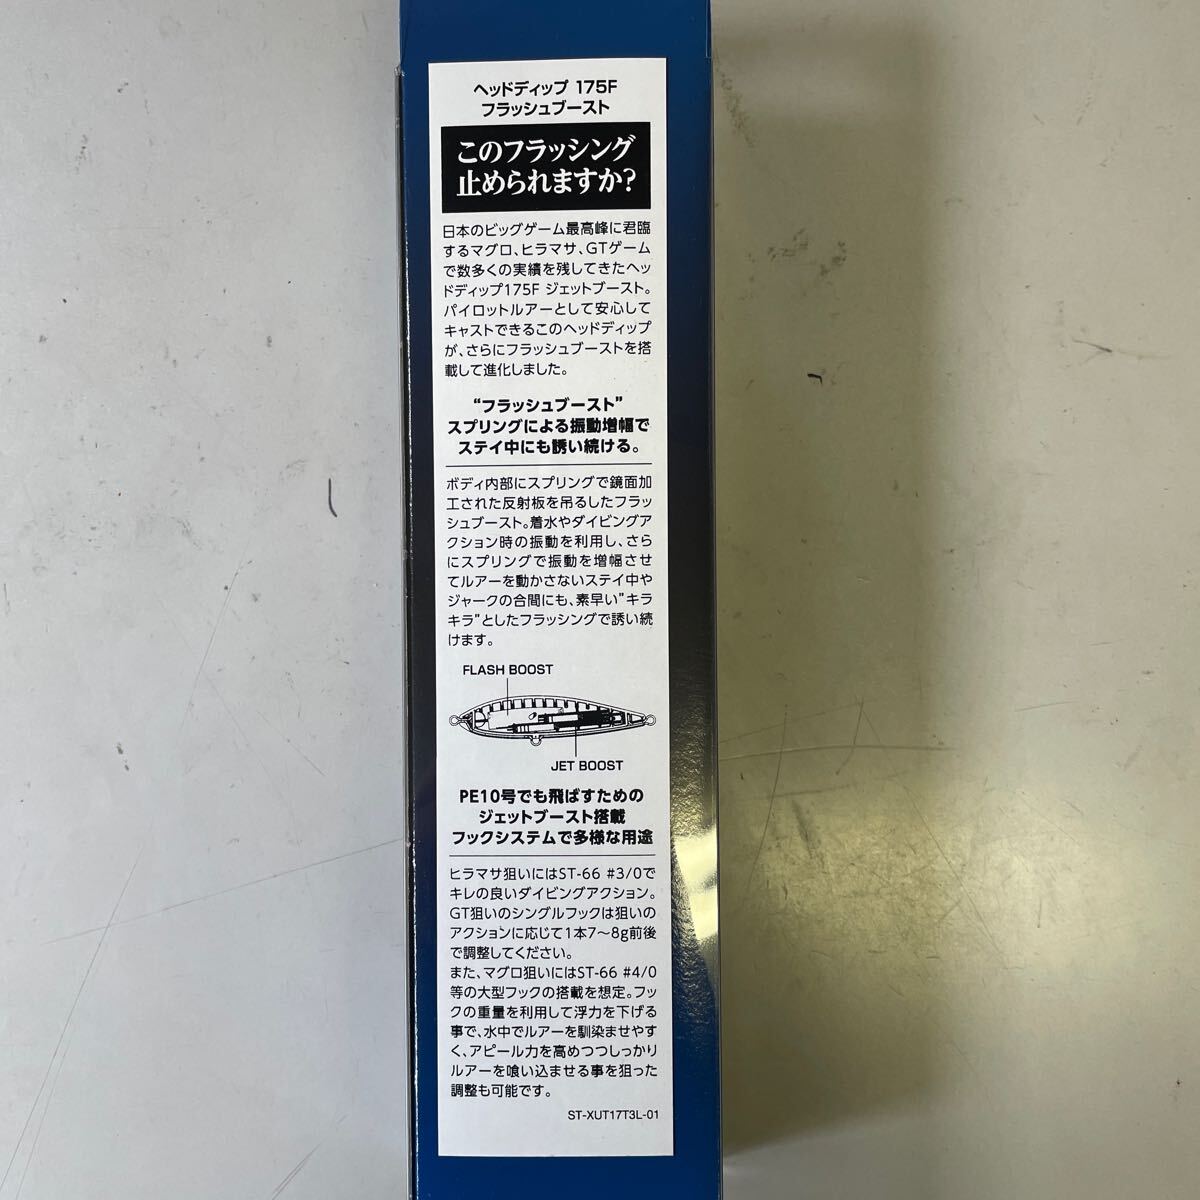 ヘッドディップ 175F
フラッシュブースト
このフラッシング
止められますか?
日本のビッグゲーム最高峰に君臨
するマグロ、ヒラマサ、GTゲーム
で数多くの実績を残してきたヘッ
ドディップ175F ジェットブースト。
パイロットルアーとして安心して
キャストできるこのヘッドディップ
が、さらにフラッシュブーストを搭
載して進化しました。
“フラッシュブースト”
スプリングによる振動増幅で
ステイ中にも誘い続ける。
ボディ内部にスプリングで鏡面加
工された反射板を吊るしたフラッ
シュブースト。着水やダイビングア
クション時の振動を利用し、さら
にスプリングで振動を増幅させ
てルアーを動かさないステイ中や
ジャークの合間にも、素早い”キラ
キラ”としたフラッシングで誘い続
けます。
FLASH BOOST
JET BOOST
PE10号でも飛ばすための
ジェットブースト搭載
フックシステムで多様な用途
ヒラマサ狙いにはST-66 #3/0で
キレの良いダイビングアクション。
GT狙いのシングルフックは狙いの
アクションに応じて1本7〜8g前後
で調整してください。
また、マグロ狙いにはST-66 #4/0
等の大型フックの搭載を想定。フッ
クの重量を利用して浮力を下げる
事で、水中でルアーを馴染ませやす
く、アピール力を高めつつしっかり
ルアーを喰い込ませる事を狙った
調整も可能です。
ST-XUT17T3L-01